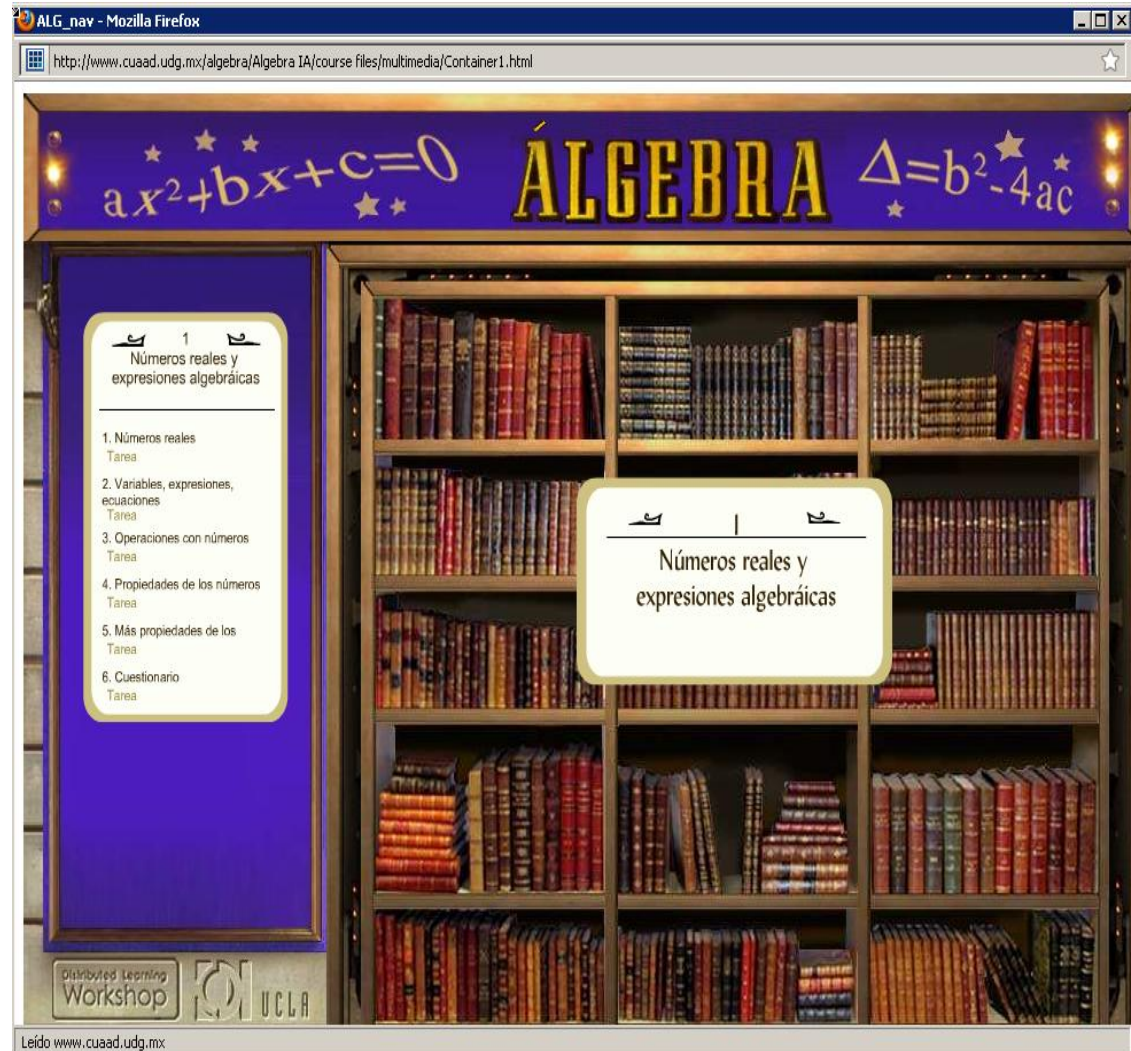 ALG_nav - Mozilla Firefox
http://www.cuaad.udg.mx/algebra/Algebra IA/course files/multimedia/Container1.html
ax²+bx+c=0
ÁLGEBRA
Δ=b²-4ac
1
Números reales y
expresiones algebráicas
1. Números reales
Tarea
2. Variables, expresiones,
ecuaciones
Tarea
3. Operaciones con números
Tarea
4. Propiedades de los números
Tarea
5. Más propiedades de los
Tarea
6. Cuestionario
Tarea
I
Números reales y
expresiones algebráicas
Distributed Learning
Workshop
UCLA
Leído www.cuaad.udg.mx